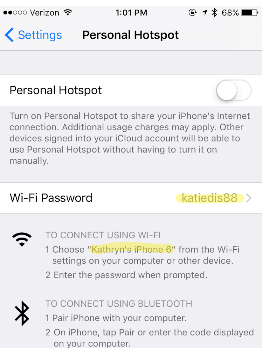 Verizon 1:01 PM 68%
Settings Personal Hotspot
Personal Hotspot
Turn on Personal Hotspot to share your iPhone's Internet
connection. Additional usage charges may apply. Other
devices signed into your iCloud account will be able to
use Personal Hotspot without having to turn it on
manually.
Wi-Fi Password katiedis88
TO CONNECT USING WI-FI
1 Choose "Kathryn's iPhone 6" from the Wi-Fi
settings on your computer or other device.
2 Enter the password when prompted.
TO CONNECT USING BLUETOOTH
1 Pair iPhone with your computer.
2 On iPhone, tap Pair or enter the code displayed
on your computer.